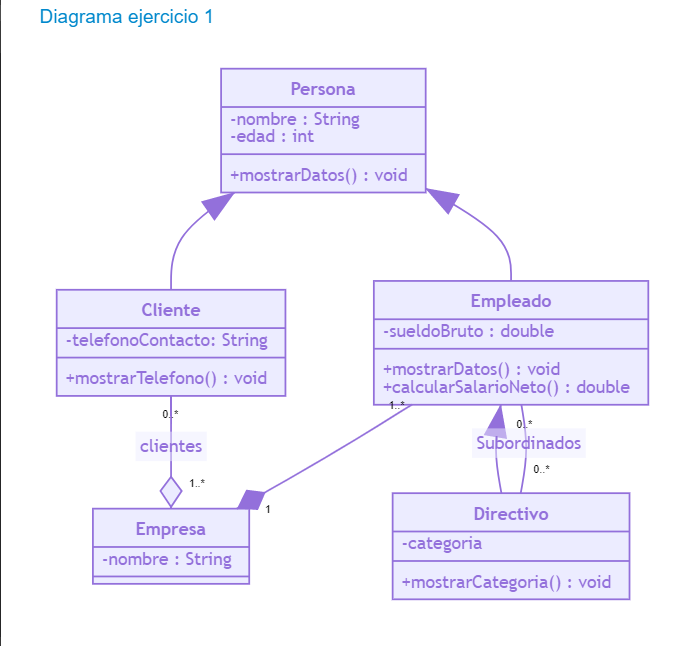 Diagrama ejercicio 1
Persona
-nombre : String
-edad : int
+mostrarDatos() : void
Cliente
-telefonoContacto: String
+mostrarTelefono() : void
Empleado
-sueldoBruto : double
+mostrarDatos() : void
+calcularSalarioNeto() : double
0..*
clientes
1..*
1..*
1
0..*
Subordinados
0..*
Empresa
-nombre : String
Directivo
-categoria
+mostrarCategoria() : void